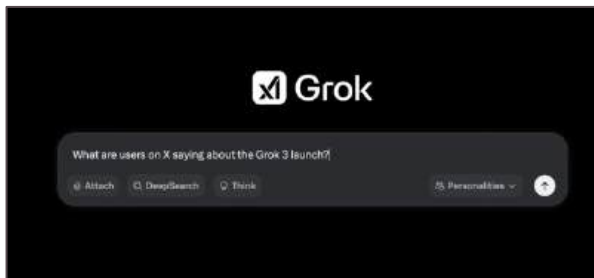 Grok
What are users on X saying about the Grok 3 launch?
Attach DeepSearch Think Personalities